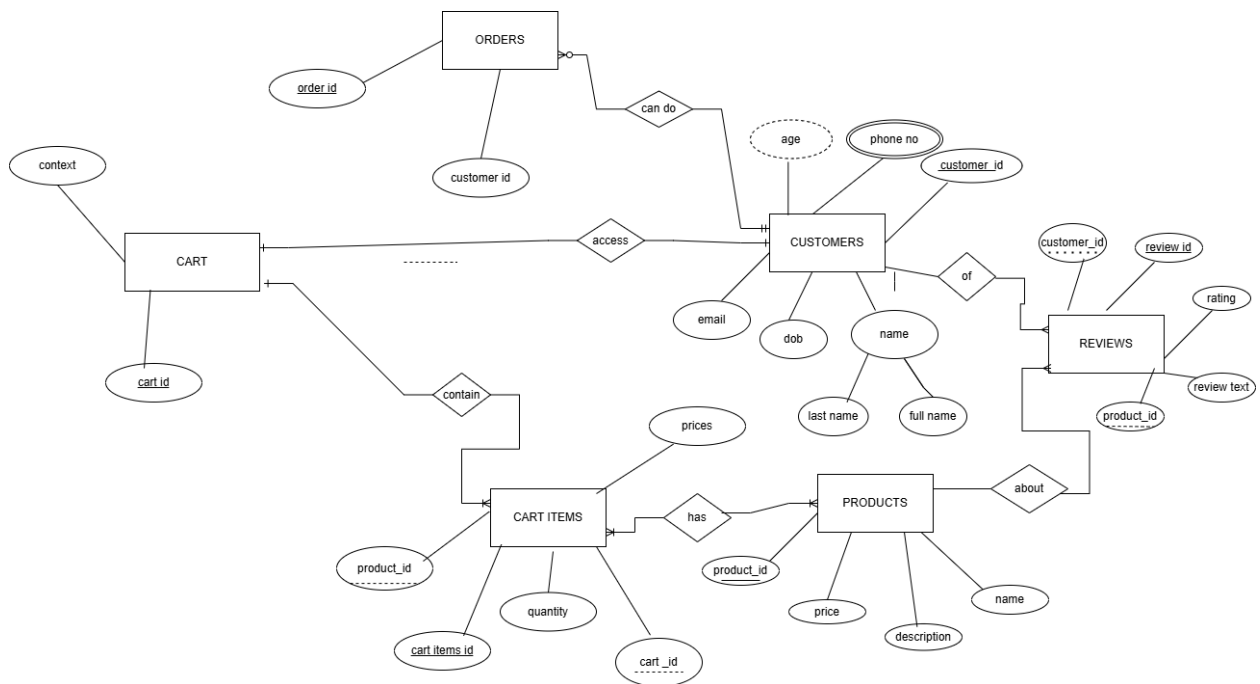 ORDERS
order id
can do
age
phone no
context
customer id
customer_id
CART
access
CUSTOMERS
customer_id
review id
of
rating
email
dob
name
REVIEWS
cart id
contain
review text
last name
full name
product_id
prices
PRODUCTS
about
CART ITEMS
has
product_id
product_id
name
quantity
price
description
cart items id
cart _id